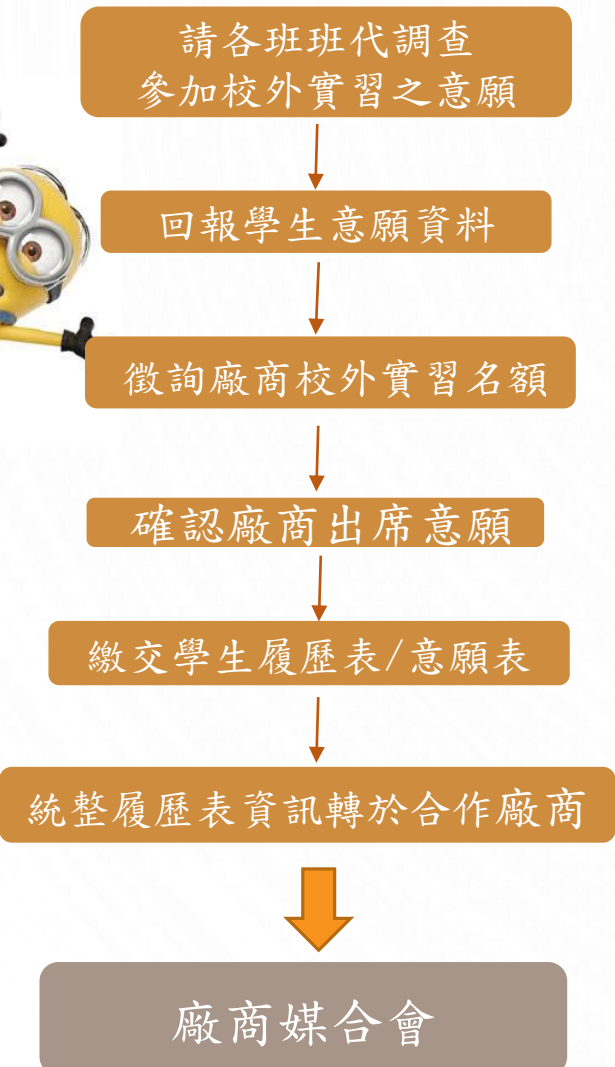 請各班班代調查
參加校外實習之意願
回報學生意願資料
徵詢廠商校外實習名額
確認廠商出席意願
繳交學生履歷表/意願表
統整履歷表資訊轉於合作廠商
廠商媒合會